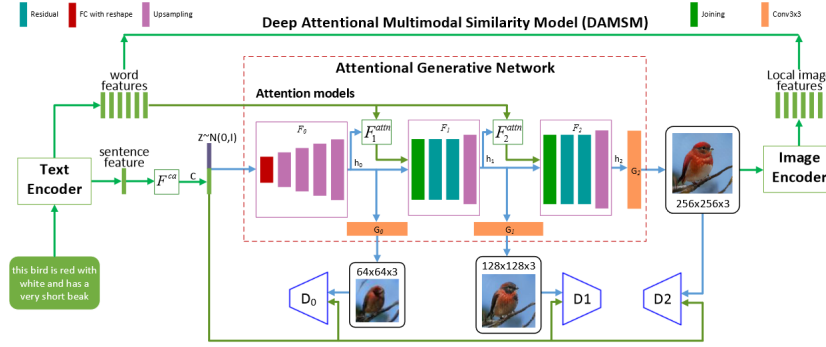 Deep Attentional Multimodal Similarity Model (DAMSM)
Residual
FC with reshape
Upsampling
Joining
Conv3x3
word
features
Attentional Generative Network
Local imag
features
Attention models
Z~N(0,I)
F₀
F₁ᵃᵗᵗⁿ
F₁
F₂ᵃᵗᵗⁿ
F₂
Text
Encoder
sentence
feature
Fᶜᵃ
C
h₀
h₁
h₂
G₂
256x256x3
Image
Encoder
G₀
G₁
this bird is red with
white and has a
very short beak
64x64x3
128x128x3
D₀
D1
D2